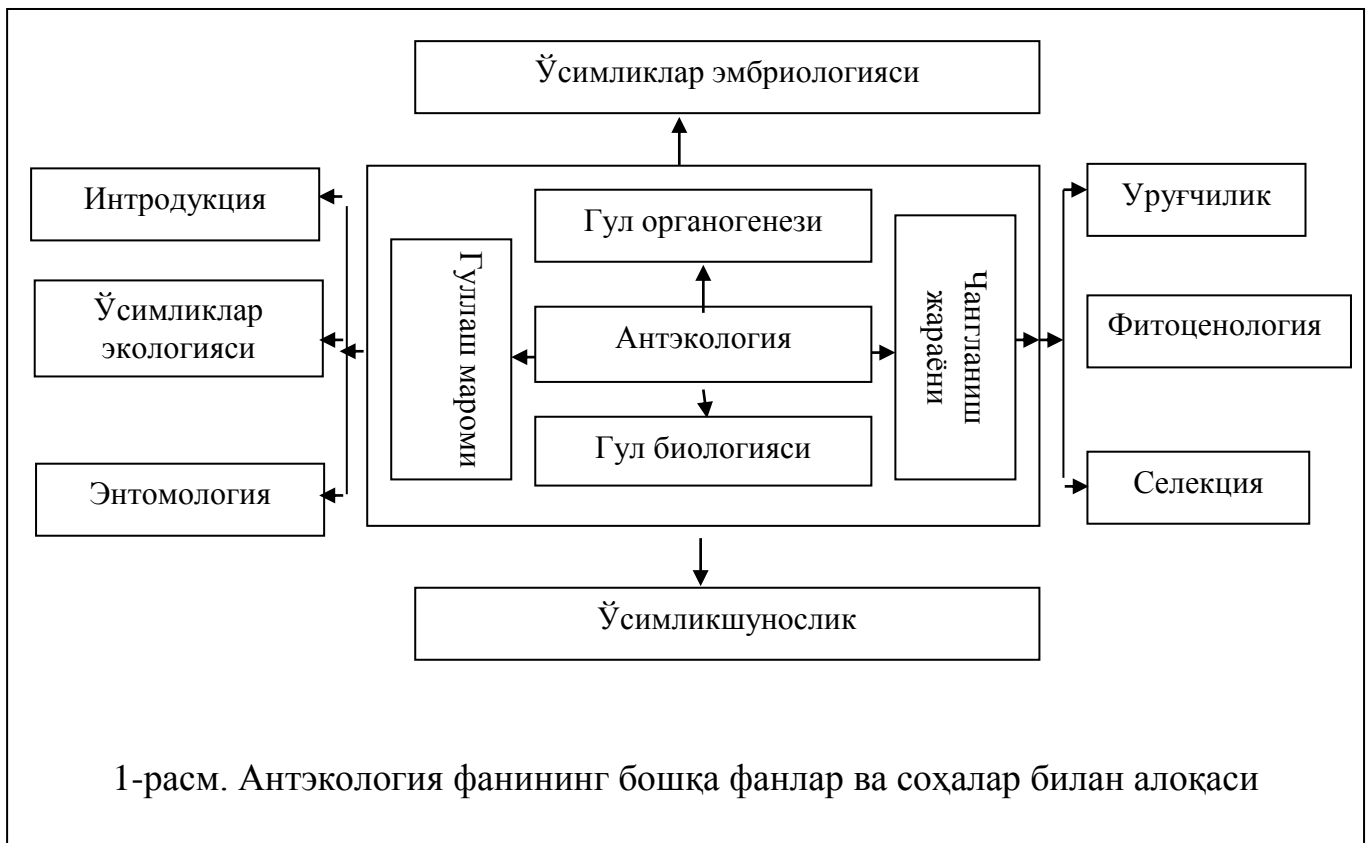 Ўсимликлар эмбриологияси
Интродукция
Ўсимликлар
экологияси
Энтомология
Гуллаш мароми
Гул органогенези
Антэкология
Гул биологияси
Чангланиш
жараёни
Уруғчилик
Фитоценология
Селекция
Ўсимликшунослик
1-расм. Антэкология фанининг бошқа фанлар ва соҳалар билан алоқаси